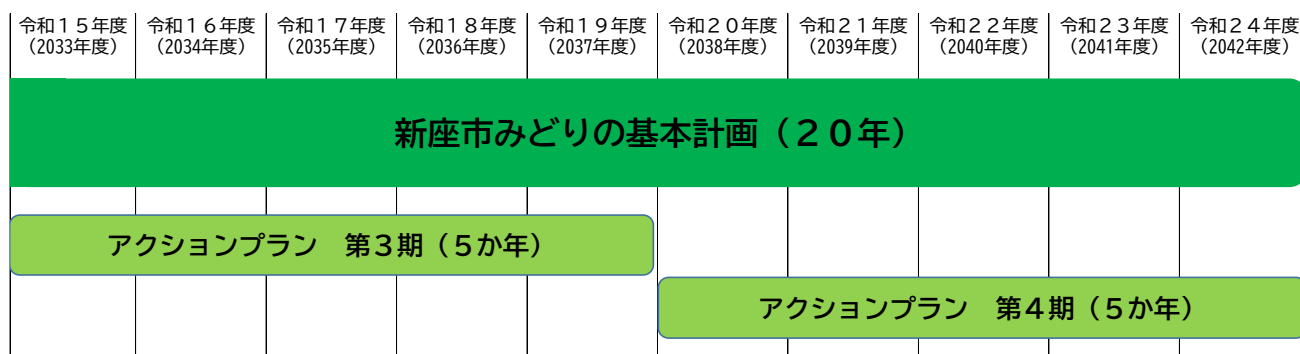 令和１５年度 令和１６年度 令和１７年度 令和１８年度 令和１９年度 令和２０年度 令和２１年度 令和２２年度 令和２３年度 令和２４年度
（2033年度） （2034年度） （2035年度） （2036年度） （2037年度） （2038年度） （2039年度） （2040年度） （2041年度） （2042年度）
新座市みどりの基本計画（２０年）
アクションプラン　第３期（５か年）
アクションプラン　第４期（５か年）